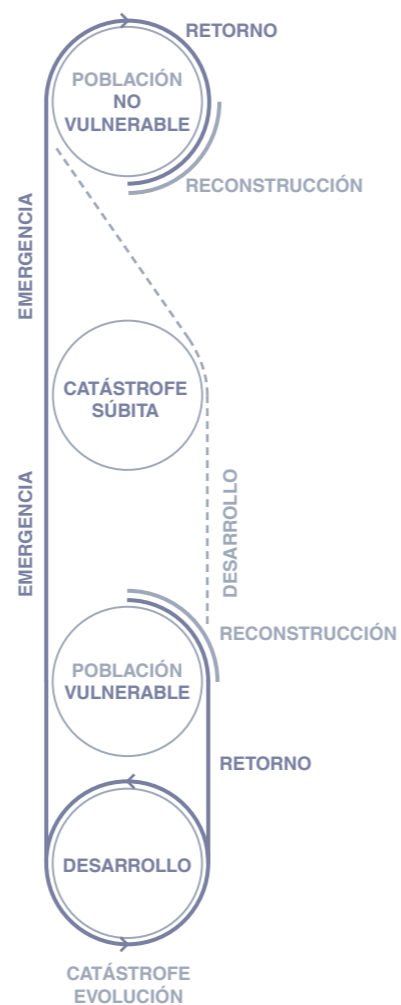 RETORNO
POBLACIÓN
NO
VULNERABLE
RECONSTRUCCIÓN
EMERGENCIA
CATÁSTROFE
SÚBITA
EMERGENCIA
DESARROLLO
RECONSTRUCCIÓN
POBLACIÓN
VULNERABLE
RETORNO
DESARROLLO
CATÁSTROFE
EVOLUCIÓN